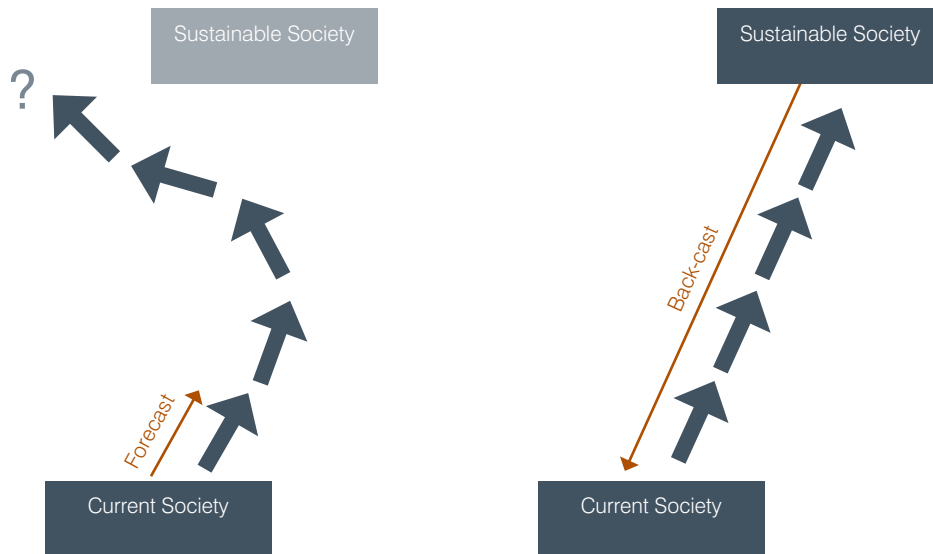 Sustainable Society
?
Forecast
Current Society
Sustainable Society
Back-cast
Current Society